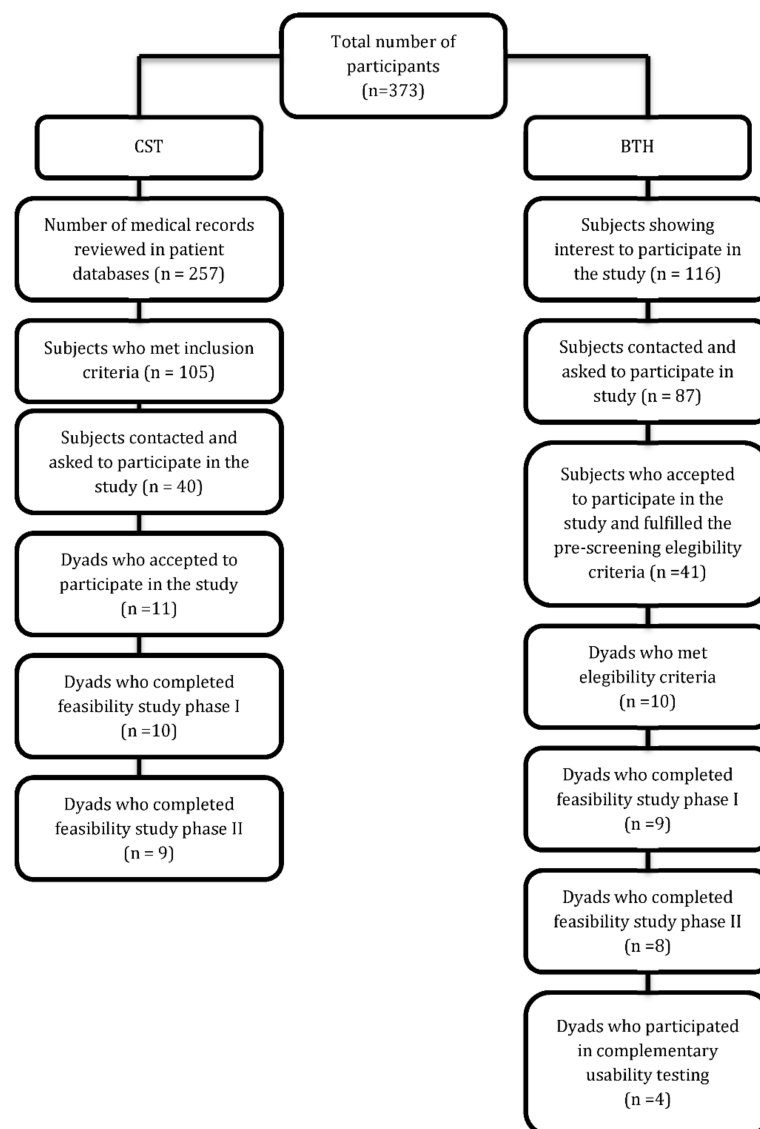 Total number of
participants
(n=373)
CST
Number of medical records
reviewed in patient
databases (n = 257)
Subjects who met inclusion
criteria (n = 105)
Subjects contacted and
asked to participate in the
study (n = 40)
Dyads who accepted to
participate in the study
(n =11)
Dyads who completed
feasibility study phase I
(n =10)
Dyads who completed
feasibility study phase II
(n = 9)
BTH
Subjects showing
interest to participate in
the study (n = 116)
Subjects contacted and
asked to participate in
study (n = 87)
Subjects who accepted
to participate in the
study and fulfilled the
pre-screening elegibility
criteria (n =41)
Dyads who met
elegibility criteria
(n =10)
Dyads who completed
feasibility study phase I
(n =9)
Dyads who completed
feasibility study phase II
(n =8)
Dyads who participated
in complementary
usability testing
(n =4)